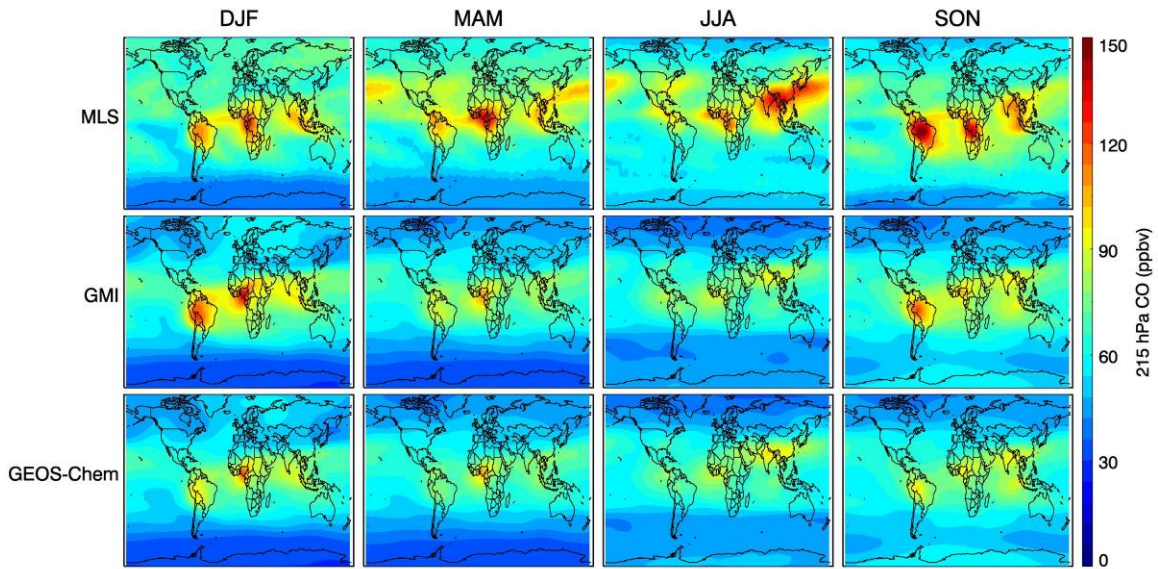 DJF MAM JJA SON
MLS
GMI
GEOS-Chem
150
120
90
60
30
0
215 hPa CO (ppbv)